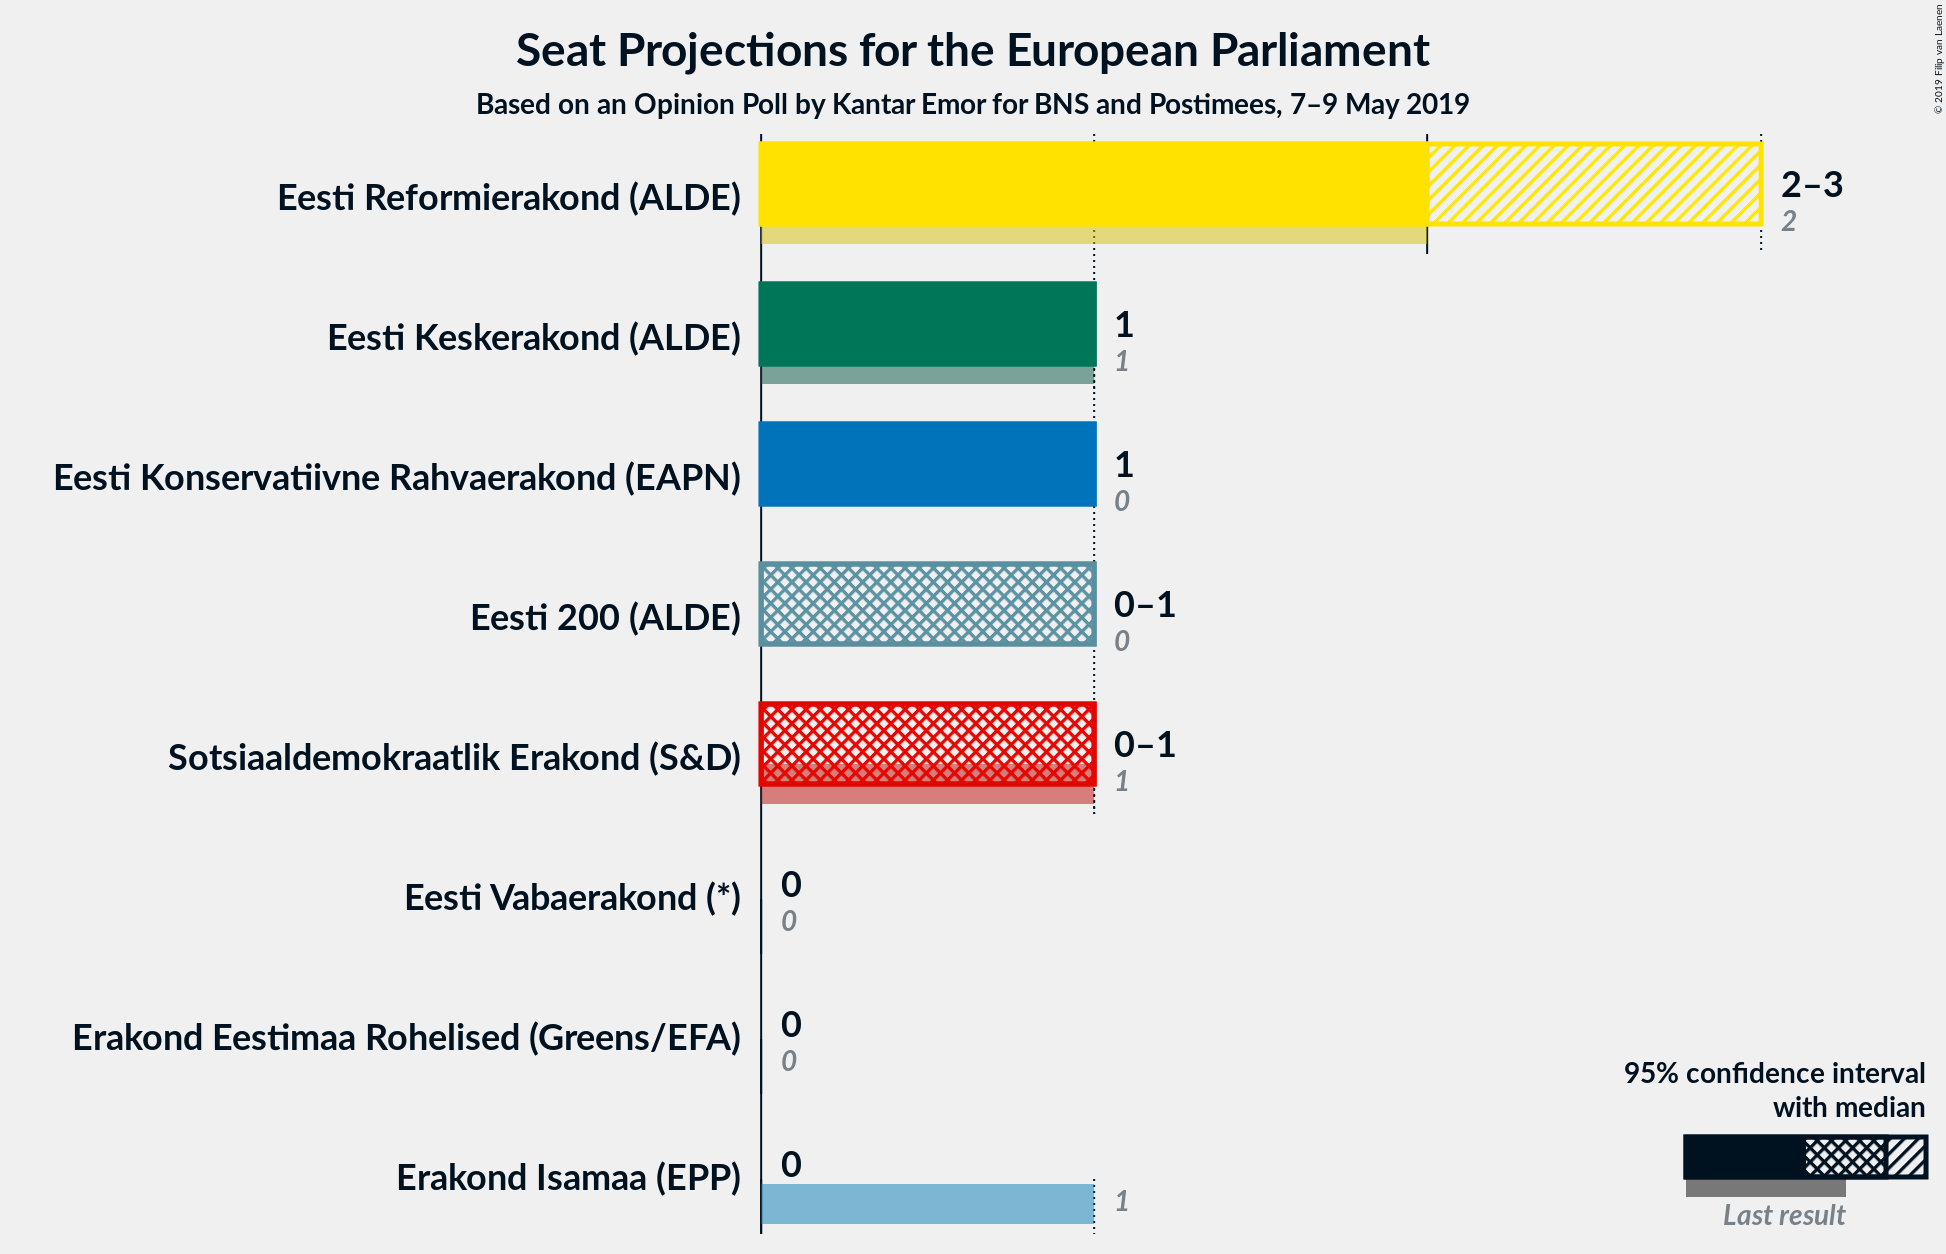 Seat Projections for the European Parliament
Based on an Opinion Poll by Kantar Emor for BNS and Postimees, 7–9 May 2019
© 2019 Filip van Laenen
Eesti Reformierakond (ALDE)
2–3
2
Eesti Keskerakond (ALDE)
1
1
Eesti Konservatiivne Rahvaerakond (EAPN)
1
0
Eesti 200 (ALDE)
0–1
0
Sotsiaaldemokraatlik Erakond (S&D)
0–1
1
Eesti Vabaerakond (*)
0
0
Erakond Eestimaa Rohelised (Greens/EFA)
0
0
Erakond Isamaa (EPP)
0
1
95% confidence interval
with median
Last result